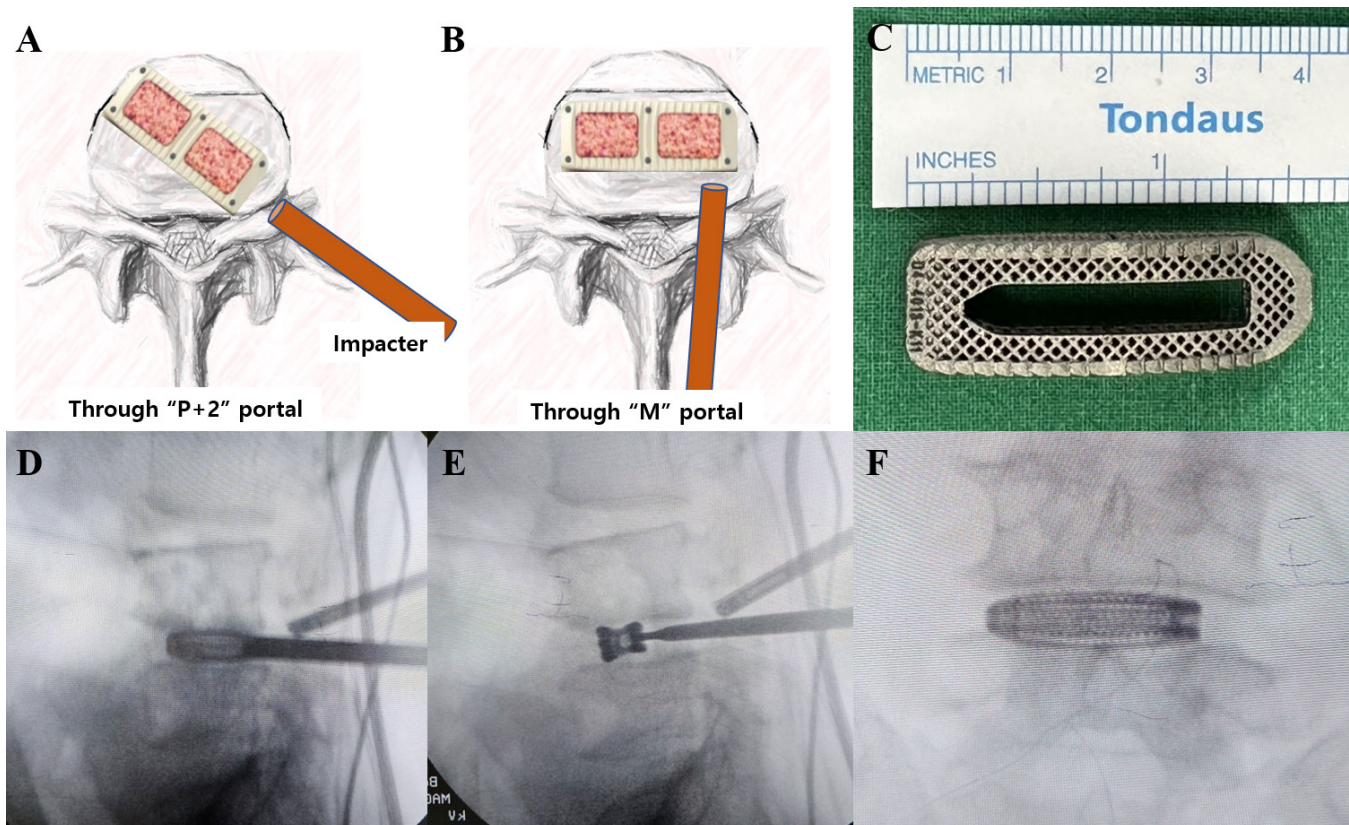 A
B
C
Impacter
Through “P+2” portal
Through “M” portal
METRIC 1 2 3 4
Tondaus
INCHES 1
D
E
F